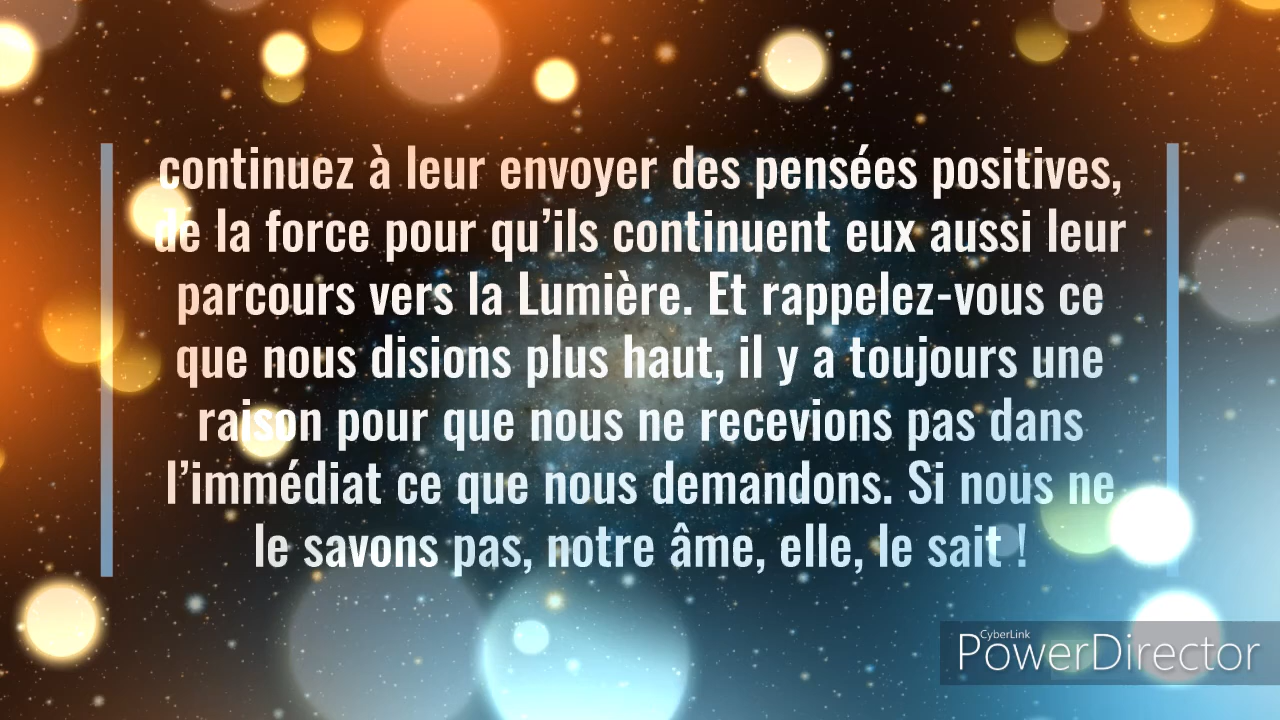 continuez à leur envoyer des pensées positives,
de la force pour qu’ils continuent eux aussi leur
parcours vers la Lumière. Et rappelez-vous ce
que nous disions plus haut, il y a toujours une
raison pour que nous ne recevions pas dans
l’immédiat ce que nous demandons. Si nous ne
le savons pas, notre âme, elle, le sait !
CyberLink
PowerDirector